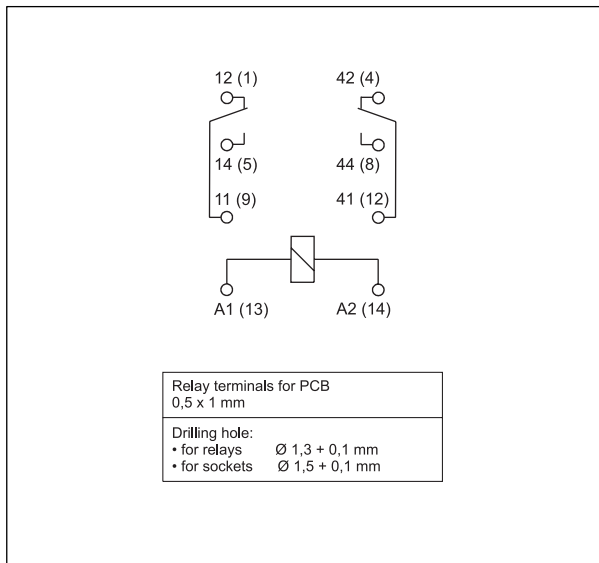 12 (1)
42 (4)
14 (5)
44 (8)
11 (9)
41 (12)
A1 (13)
A2 (14)
Relay terminals for PCB
0,5 x 1 mm
Drilling hole:
• for relays Ø 1,3 + 0,1 mm
• for sockets Ø 1,5 + 0,1 mm